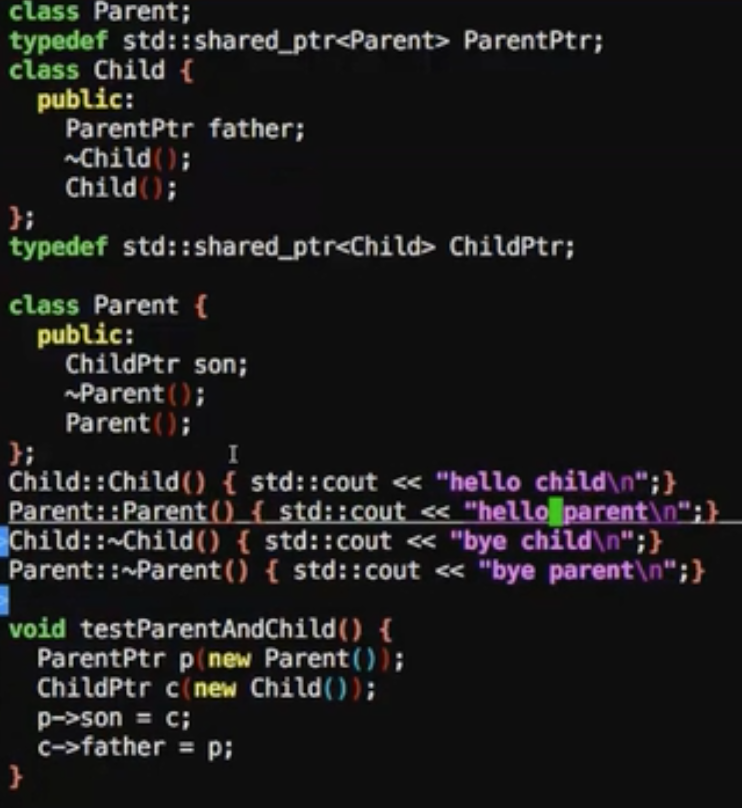 class Parent;
typedef std::shared_ptr<Parent> ParentPtr;
class Child {
  public:
    ParentPtr father;
    ~Child();
    Child();
};
typedef std::shared_ptr<Child> ChildPtr;

class Parent {
  public:
    ChildPtr son;
    ~Parent();
    Parent();
};
Child::Child() { std::cout << "hello child\n";}
Parent::Parent() { std::cout << "hello parent\n";}
Child::~Child() { std::cout << "bye child\n";}
Parent::~Parent() { std::cout << "bye parent\n";}

void testParentAndChild() {
  ParentPtr p(new Parent());
  ChildPtr c(new Child());
  p->son = c;
  c->father = p;
}